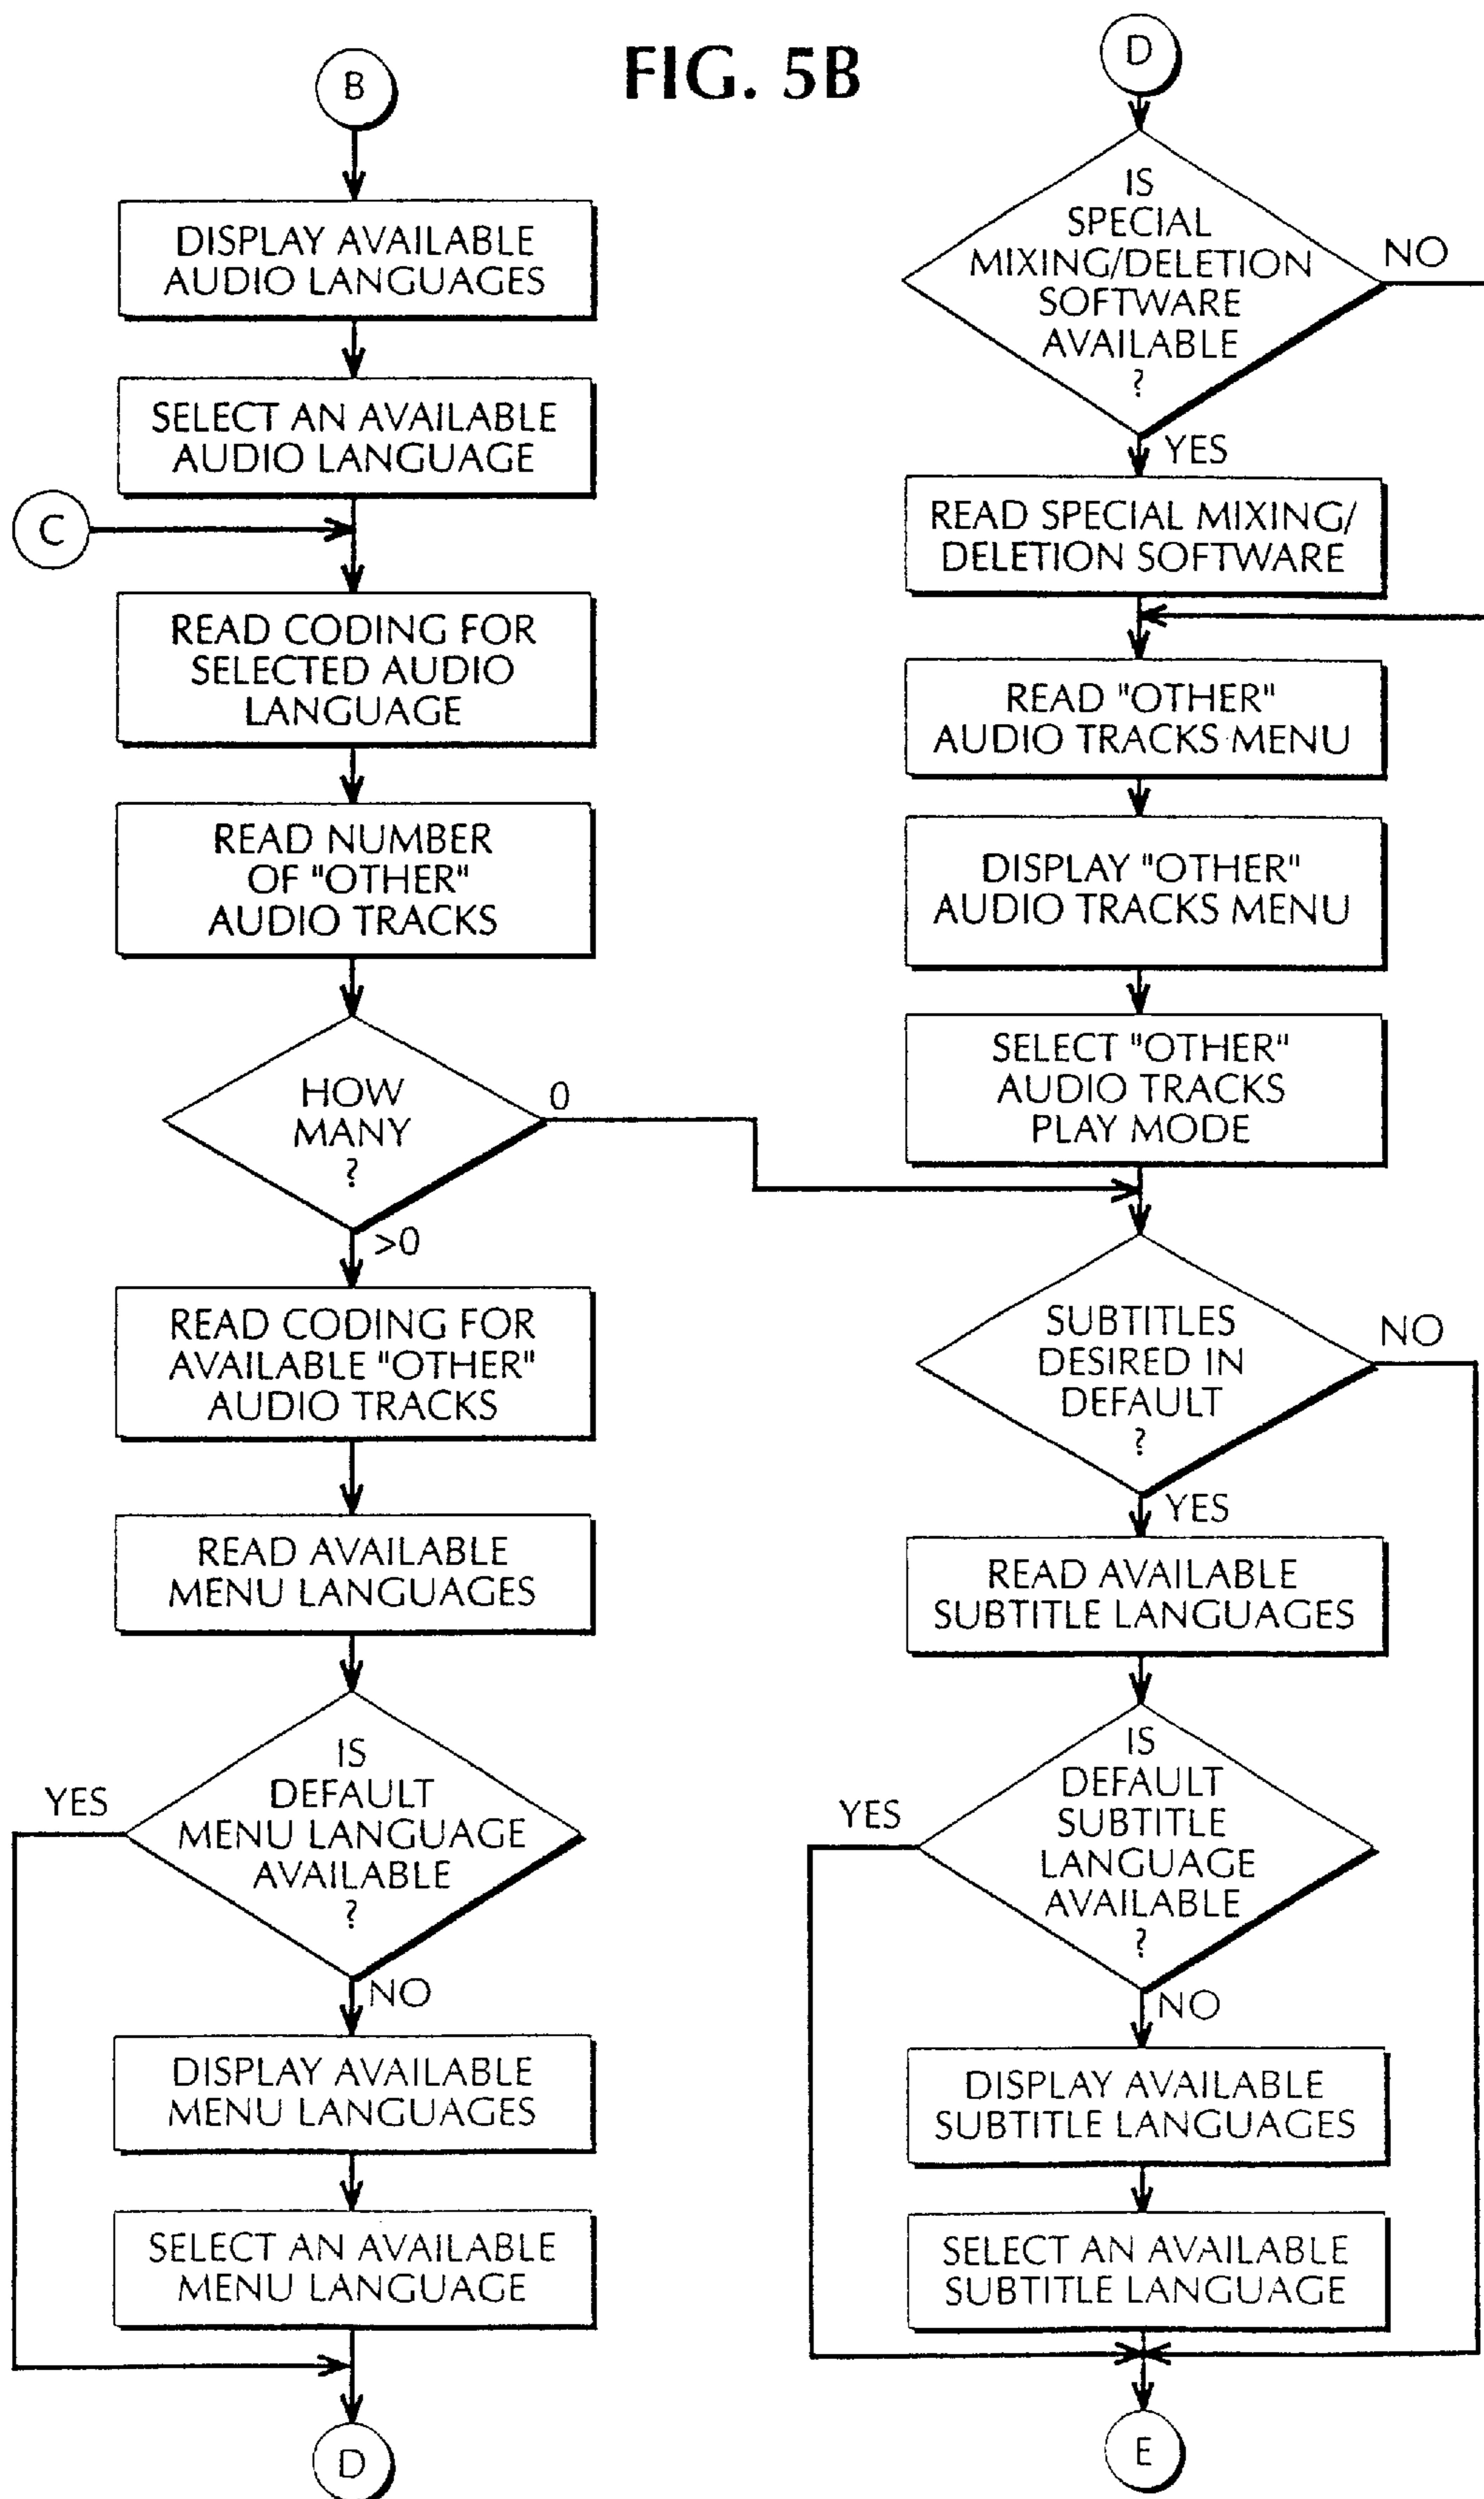 FIG. 5B
B
DISPLAY AVAILABLE
AUDIO LANGUAGES
SELECT AN AVAILABLE
AUDIO LANGUAGE
C
READ CODING FOR
SELECTED AUDIO
LANGUAGE
READ NUMBER
OF "OTHER"
AUDIO TRACKS
HOW
MANY
?
0
>0
READ CODING FOR
AVAILABLE "OTHER"
AUDIO TRACKS
READ AVAILABLE
MENU LANGUAGES
IS
DEFAULT
MENU LANGUAGE
AVAILABLE
?
YES
NO
DISPLAY AVAILABLE
MENU LANGUAGES
SELECT AN AVAILABLE
MENU LANGUAGE
D
D
IS
SPECIAL
MIXING/DELETION
SOFTWARE
AVAILABLE
?
NO
YES
READ SPECIAL MIXING/
DELETION SOFTWARE
READ "OTHER"
AUDIO TRACKS MENU
DISPLAY "OTHER"
AUDIO TRACKS MENU
SELECT "OTHER"
AUDIO TRACKS
PLAY MODE
SUBTITLES
DESIRED IN
DEFAULT
?
NO
YES
READ AVAILABLE
SUBTITLE LANGUAGES
IS
DEFAULT
SUBTITLE
LANGUAGE
AVAILABLE
?
YES
NO
DISPLAY AVAILABLE
SUBTITLE LANGUAGES
SELECT AN AVAILABLE
SUBTITLE LANGUAGE
E